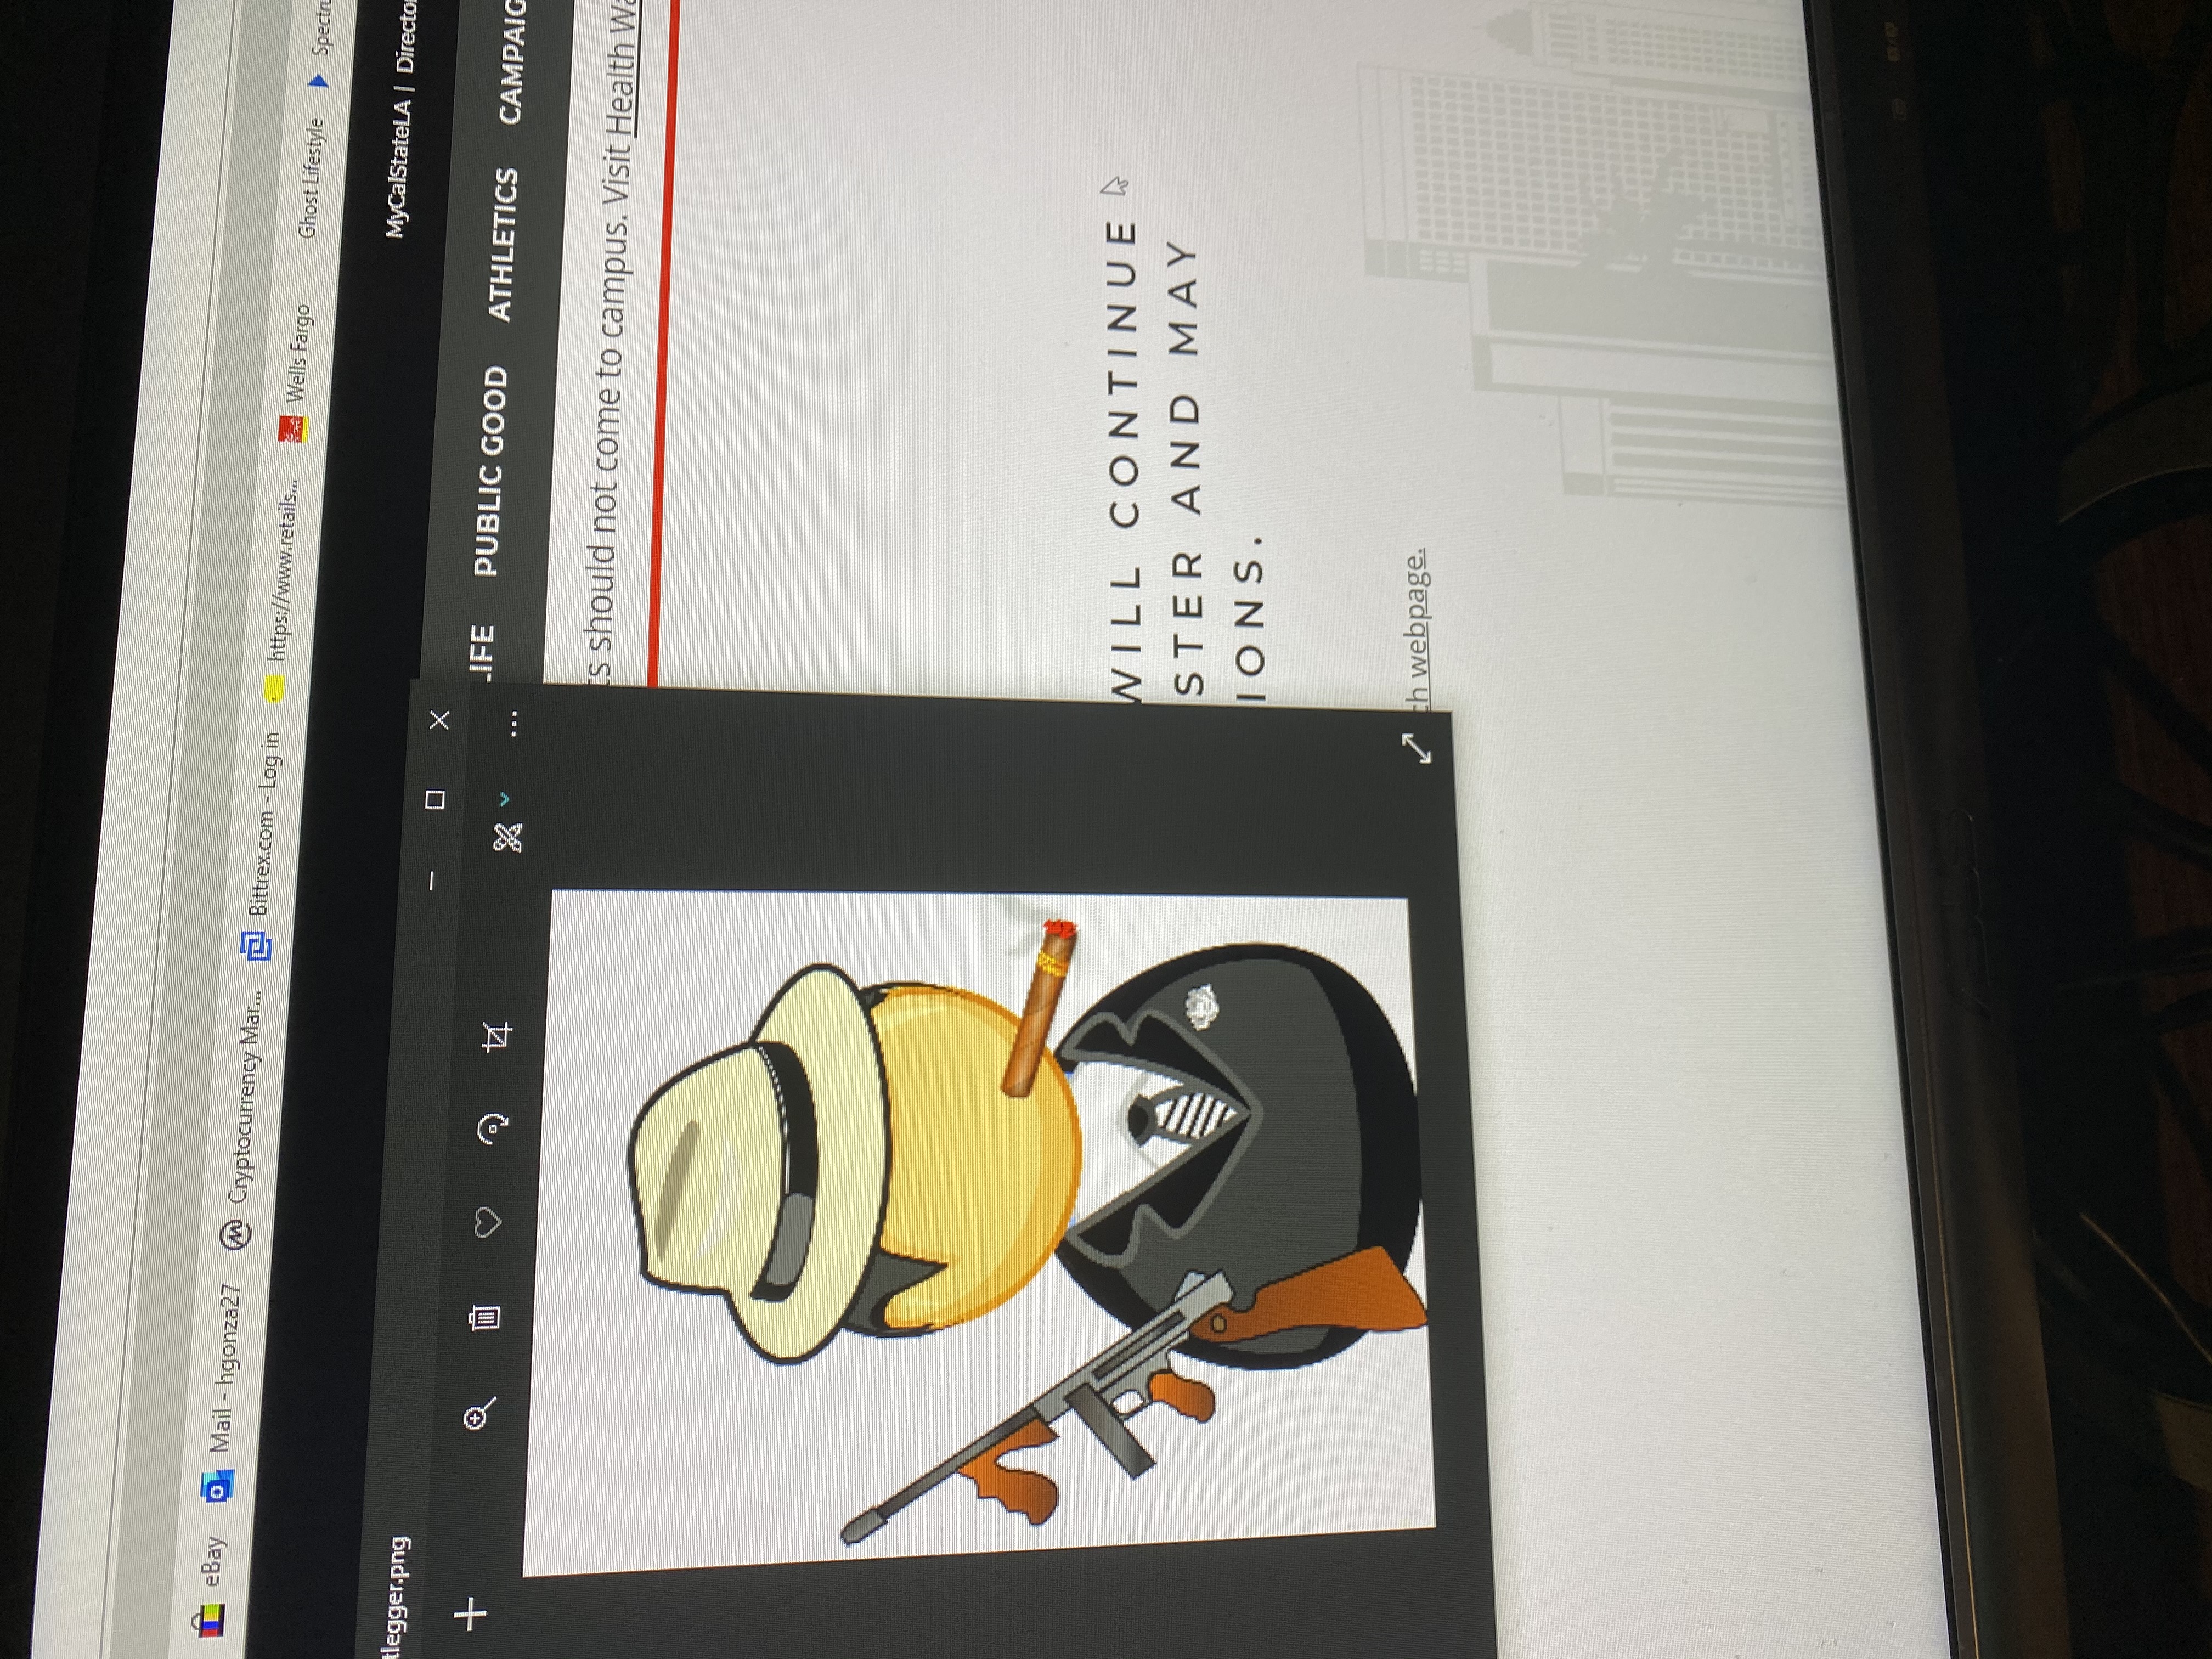 eBay Mail - hgonza27 Cryptocurrency Mar... Bittrex.com - Log in https://www.retails... Wells Fargo Ghost Lifestyle Spectru
MyCalStateLA | Directo
tlegger.png
LIFE PUBLIC GOOD ATHLETICS CAMPAIG
ts should not come to campus. Visit Health Wa
WILL CONTINUE
STER AND MAY
IONS.
ch webpage.
ASUS